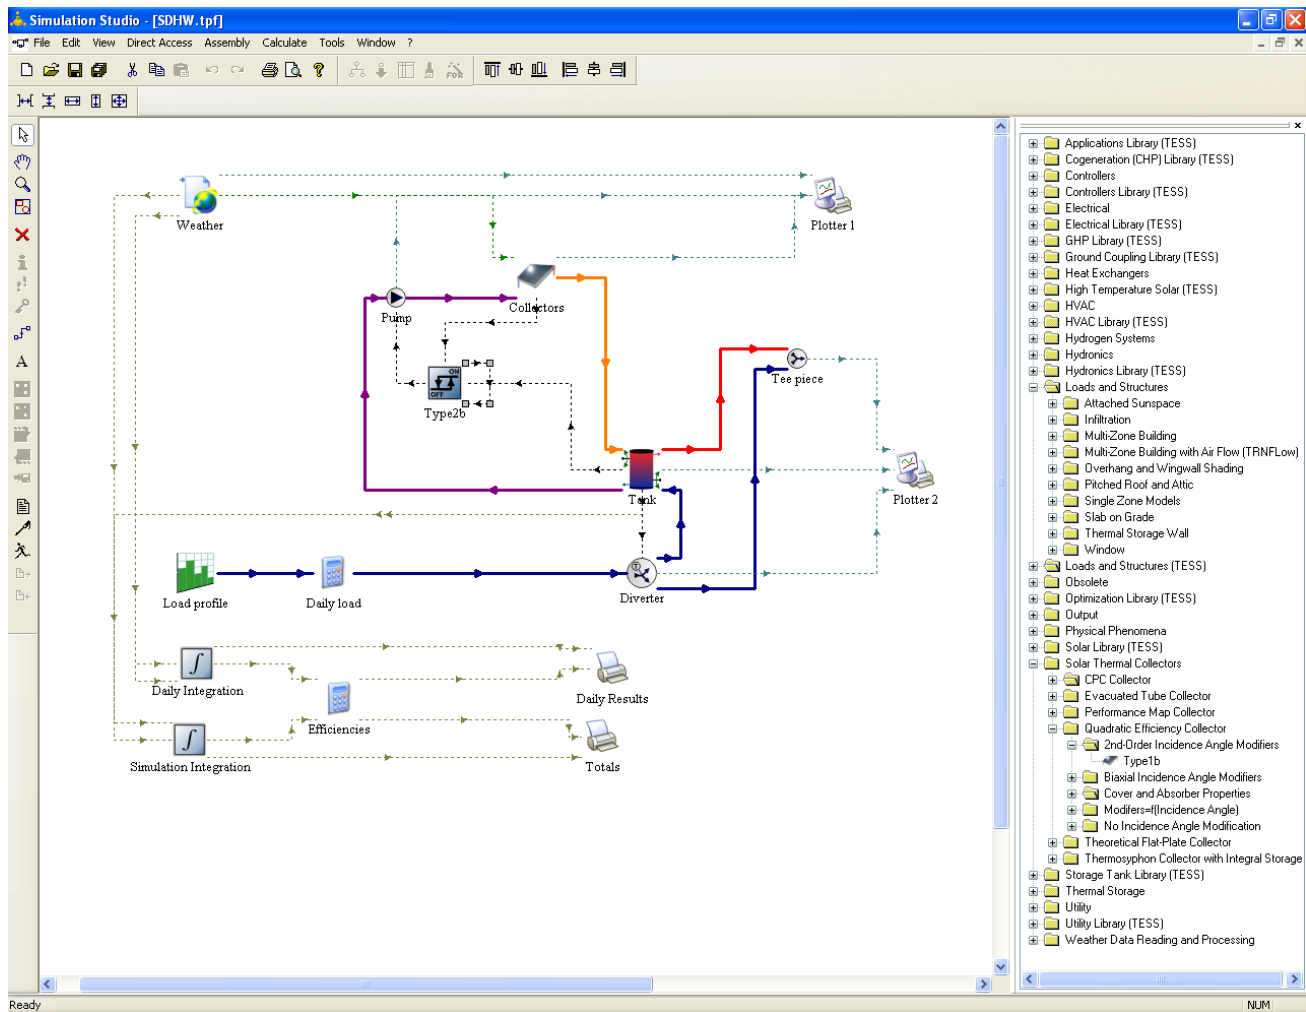 Simulation Studio - [SDHW.tpf]
File Edit View Direct Access Assembly Calculate Tools Window ?
FOR
Weather
Plotter 1
Collectors
Pump
ON
OFF
Type2b
Tee piece
Tank
Plotter 2
Load profile
Daily load
Diverter
Daily Integration
Efficiencies
Daily Results
Simulation Integration
Totals
Applications Library (TESS)
Cogeneration (CHP) Library (TESS)
Controllers
Controllers Library (TESS)
Electrical
Electrical Library (TESS)
GHP Library (TESS)
Ground Coupling Library (TESS)
Heat Exchangers
High Temperature Solar (TESS)
HVAC
HVAC Library (TESS)
Hydrogen Systems
Hydronics
Hydronics Library (TESS)
Loads and Structures
Attached Sunspace
Infiltration
Multi-Zone Building
Multi-Zone Building with Air Flow (TRNFLow)
Overhang and Wingwall Shading
Pitched Roof and Attic
Single Zone Models
Slab on Grade
Thermal Storage Wall
Window
Loads and Structures (TESS)
Obsolete
Optimization Library (TESS)
Output
Physical Phenomena
Solar Library (TESS)
Solar Thermal Collectors
CPC Collector
Evacuated Tube Collector
Performance Map Collector
Quadratic Efficiency Collector
2nd-Order Incidence Angle Modifiers
Type1b
Biaxial Incidence Angle Modifiers
Cover and Absorber Properties
Modifers=f(Incidence Angle)
No Incidence Angle Modification
Theoretical Flat-Plate Collector
Thermosyphon Collector with Integral Storage
Storage Tank Library (TESS)
Thermal Storage
Utility
Utility Library (TESS)
Weather Data Reading and Processing
Ready
NUM